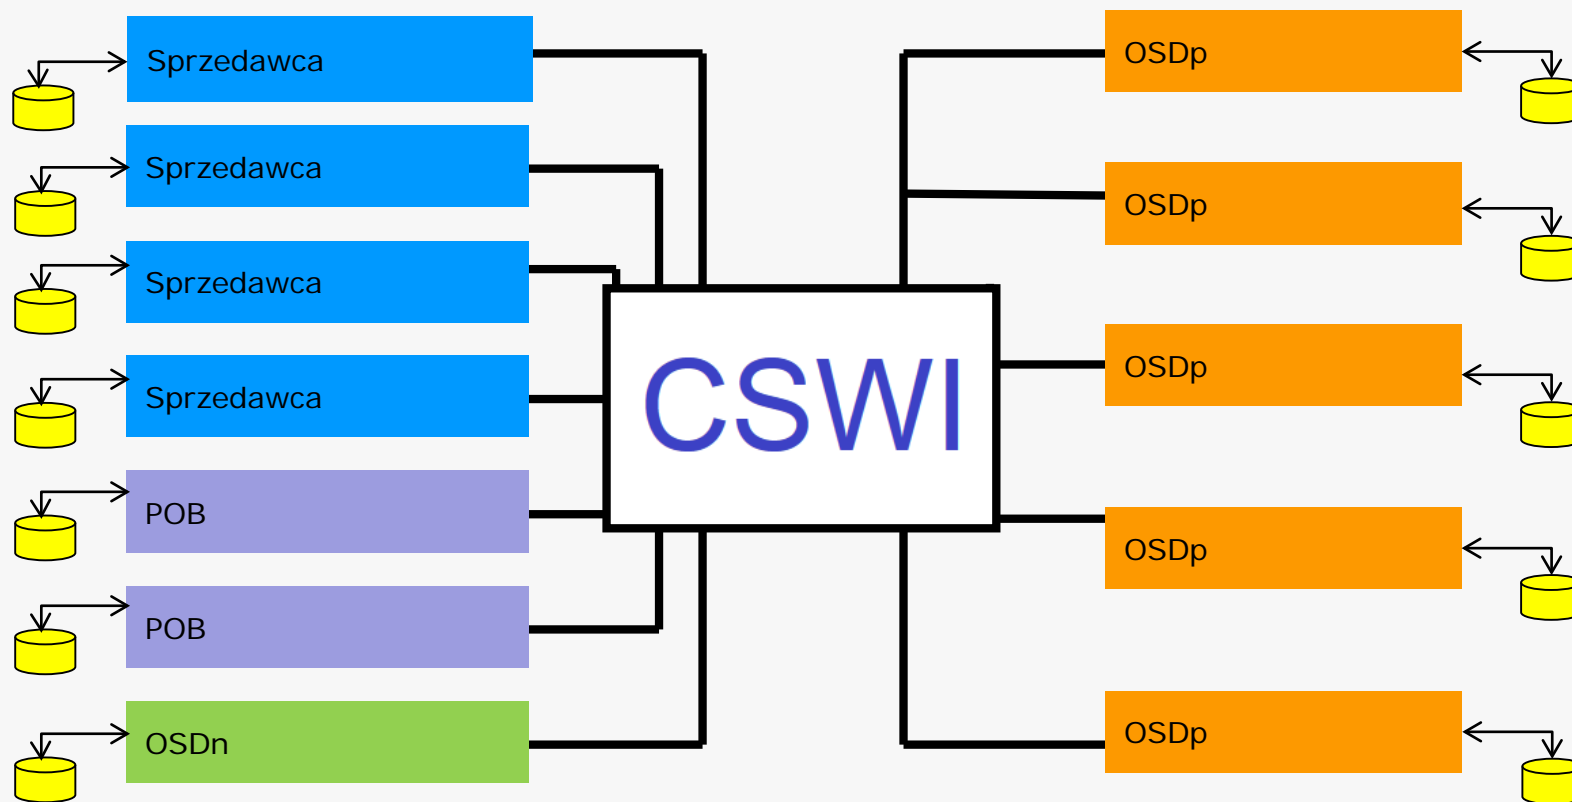 Sprzedawca
Sprzedawca
Sprzedawca
Sprzedawca
POB
POB
OSDn
CSWI
OSDp
OSDp
OSDp
OSDp
OSDp